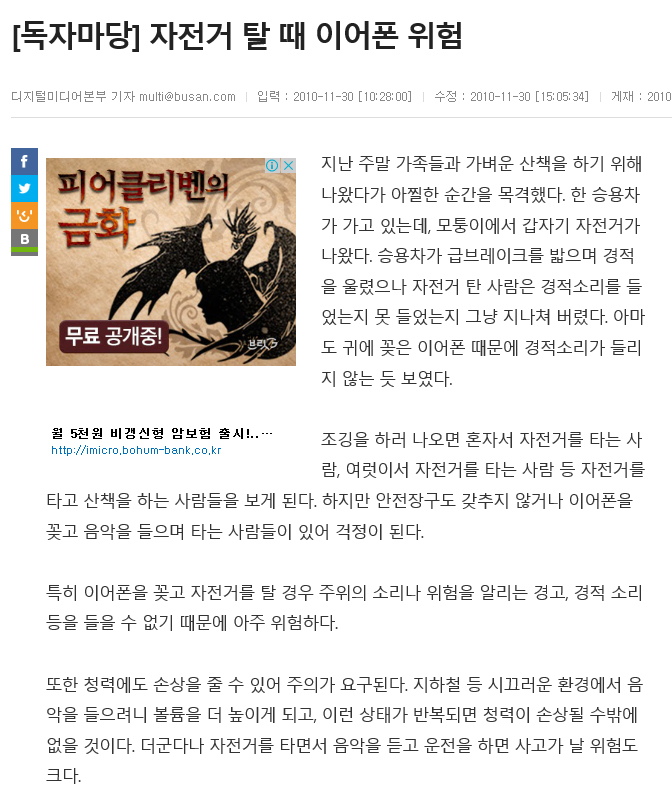 [독자마당] 자전거 탈 때 이어폰 위험
디지털미디어본부 기자 multi@busan.com | 입력 : 2010-11-30 [10:28:00] | 수정 : 2010-11-30 [15:05:34] | 게재 : 2010
피어클리벤의
금화
무료 공개중!
브릿G
월 5천원 비갱신형 암보험 출시!..…
http://imicro.bohum-bank.co.kr
지난 주말 가족들과 가벼운 산책을 하기 위해
나왔다가 아찔한 순간을 목격했다. 한 승용차
가 가고 있는데, 모퉁이에서 갑자기 자전거가
나왔다. 승용차가 급브레이크를 밟으며 경적
을 울렸으나 자전거 탄 사람은 경적소리를 들
었는지 못 들었는지 그냥 지나쳐 버렸다. 아마
도 귀에 꽂은 이어폰 때문에 경적소리가 들리
지 않는 듯 보였다.
조깅을 하러 나오면 혼자서 자전거를 타는 사
람, 여럿이서 자전거를 타는 사람 등 자전거를
타고 산책을 하는 사람들을 보게 된다. 하지만 안전장구도 갖추지 않거나 이어폰을
꽂고 음악을 들으며 타는 사람들이 있어 걱정이 된다.
특히 이어폰을 꽂고 자전거를 탈 경우 주위의 소리나 위험을 알리는 경고, 경적 소리
등을 들을 수 없기 때문에 아주 위험하다.
또한 청력에도 손상을 줄 수 있어 주의가 요구된다. 지하철 등 시끄러운 환경에서 음
악을 들으려니 볼륨을 더 높이게 되고, 이런 상태가 반복되면 청력이 손상될 수밖에
없을 것이다. 더군다나 자전거를 타면서 음악을 듣고 운전을 하면 사고가 날 위험도
크다.